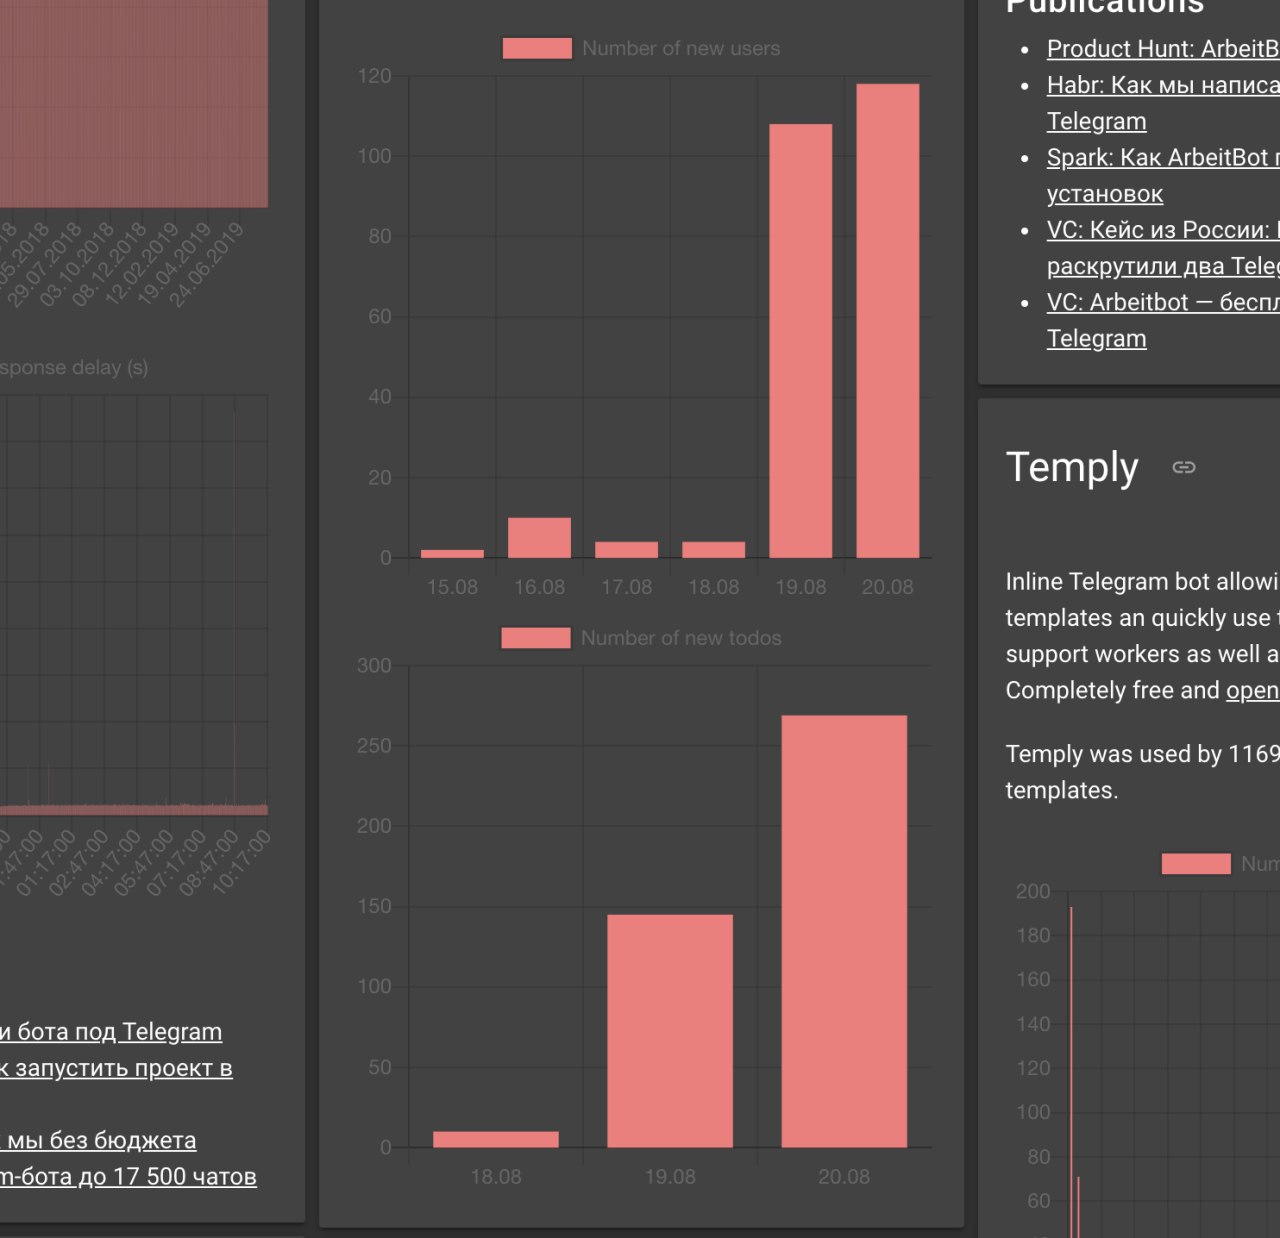 05.2018
29.07.2018
03.10.2018
08.12.2018
12.02.2019
19.04.2019
24.06.2019
delay (s)
01:17:00
02:47:00
04:17:00
05:47:00
07:17:00
08:47:00
10:17:00
и бота под Telegram
запустить проект в
мы без бюджета
m-бота до 17 500 чатов
Number of new users
120
100
80
60
40
20
0
15.08 16.08 17.08 18.08 19.08 20.08
Number of new todos
300
250
200
150
100
50
0
18.08 19.08 20.08
Publications
Product Hunt: ArbeitB
Habr: Как мы написа
Telegram
Spark: Как ArbeitBot
установок
VC: Кейс из России:
раскрутили два Teleg
VC: Arbeitbot — беспл
Telegram
Temply
Inline Telegram bot allowi
templates an quickly use
support workers as well a
Completely free and open
Temply was used by 1169
templates.
Num
200
180
160
140
120
100
80
60